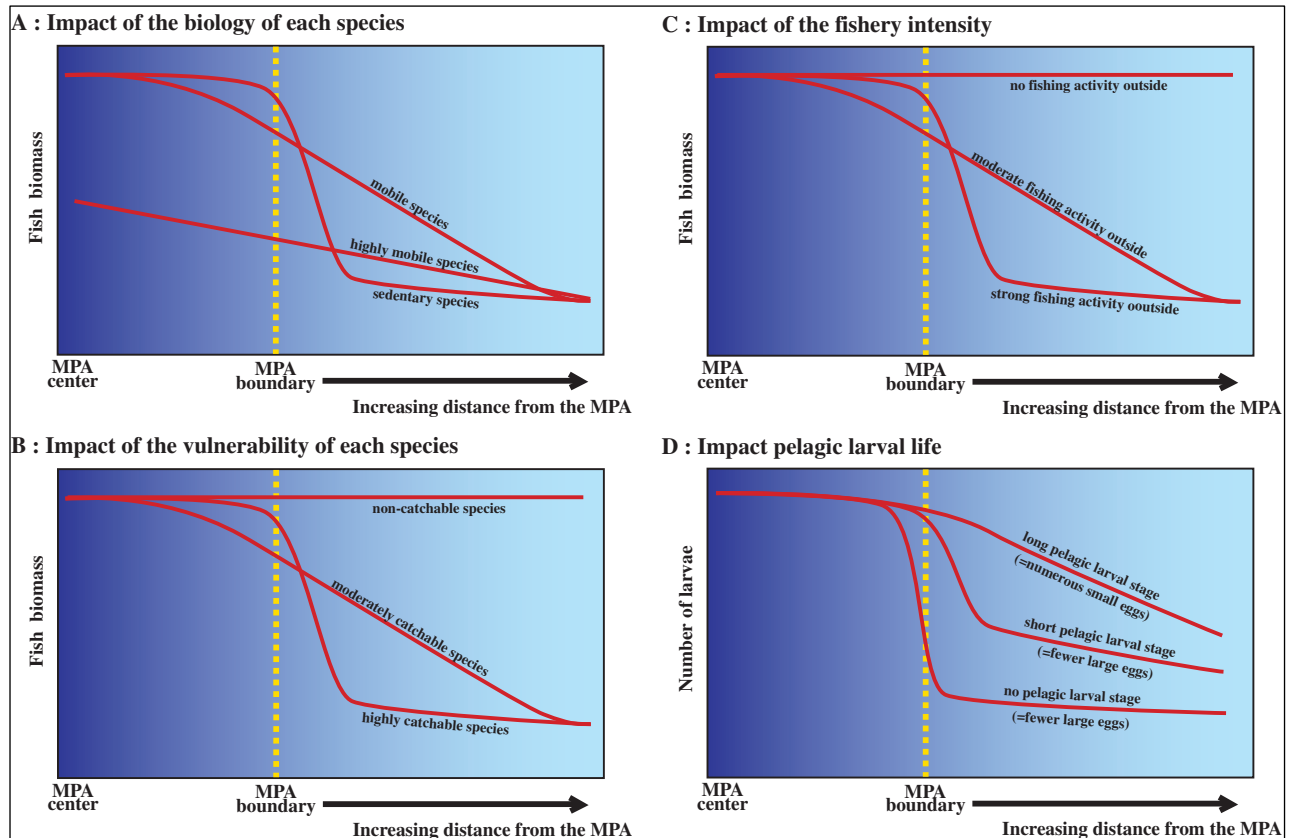 A : Impact of the biology of each species
Fish biomass
mobile species
highly mobile species
sedentary species
MPA
center
MPA
boundary
Increasing distance from the MPA
B : Impact of the vulnerability of each species
Fish biomass
non-catchable species
moderately catchable species
highly catchable species
MPA
center
MPA
boundary
Increasing distance from the MPA
C : Impact of the fishery intensity
Fish biomass
no fishing activity outside
moderate fishing activity outside
strong fishing activity ooutside
MPA
center
MPA
boundary
Increasing distance from the MPA
D : Impact pelagic larval life
Number of larvae
long pelagic larval stage
(=numerous small eggs)
short pelagic larval stage
(=fewer large eggs)
no pelagic larval stage
(=fewer large eggs)
MPA
center
MPA
boundary
Increasing distance from the MPA